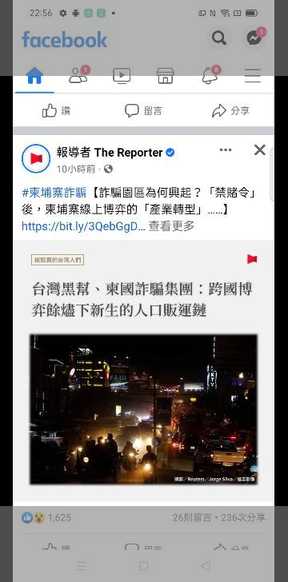 22:56
facebook
讚 留言 分享
報導者 The Reporter
10小時前
#柬埔寨詐騙【詐騙園區為何興起？「禁賭令」
後，柬埔寨線上博弈的「產業轉型」……】
https://bit.ly/3QebGgD... 查看更多
台灣黑幫、柬國詐騙集團：跨國博
弈餘燼下新生的人口販運鏈
攝影／Reuters／Jorge Silva／達志影像
1,625 26則留言・236次分享
讚 留言 分享